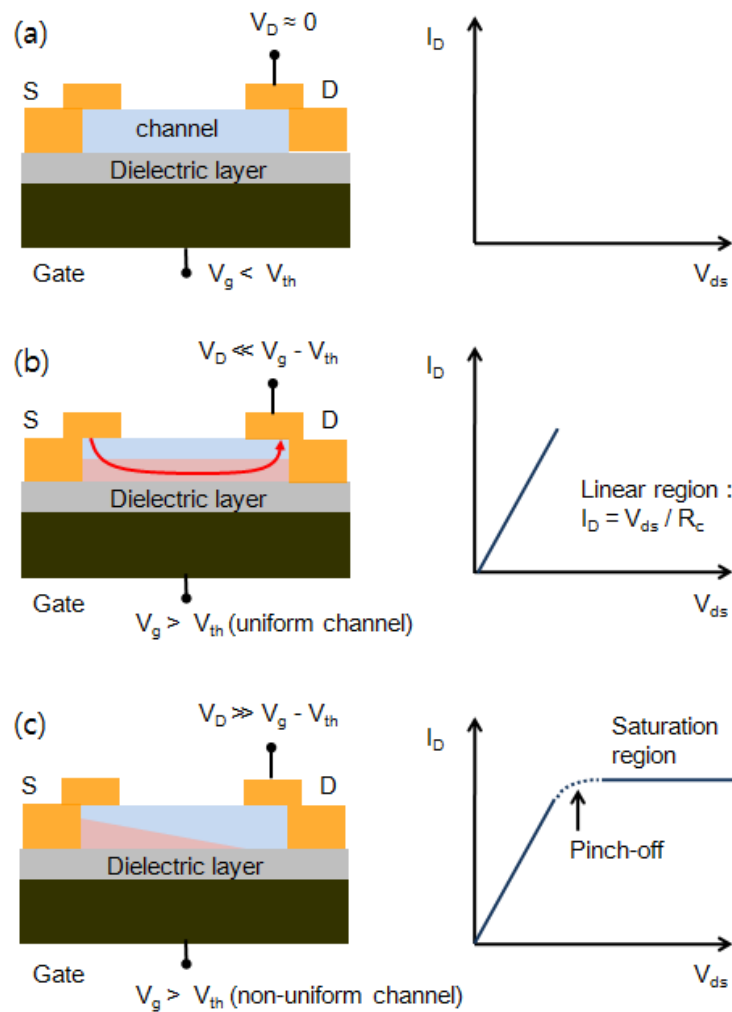 (a)
V_D ≈ 0
I_D
S
D
channel
Dielectric layer
Gate
V_g < V_th
V_ds
(b)
V_D ≪ V_g - V_th
I_D
S
D
Dielectric layer
Linear region :
I_D = V_ds / R_c
Gate
V_g > V_th (uniform channel)
V_ds
(c)
V_D ≫ V_g - V_th
I_D
Saturation
region
S
D
Pinch-off
Dielectric layer
Gate
V_g > V_th (non-uniform channel)
V_ds